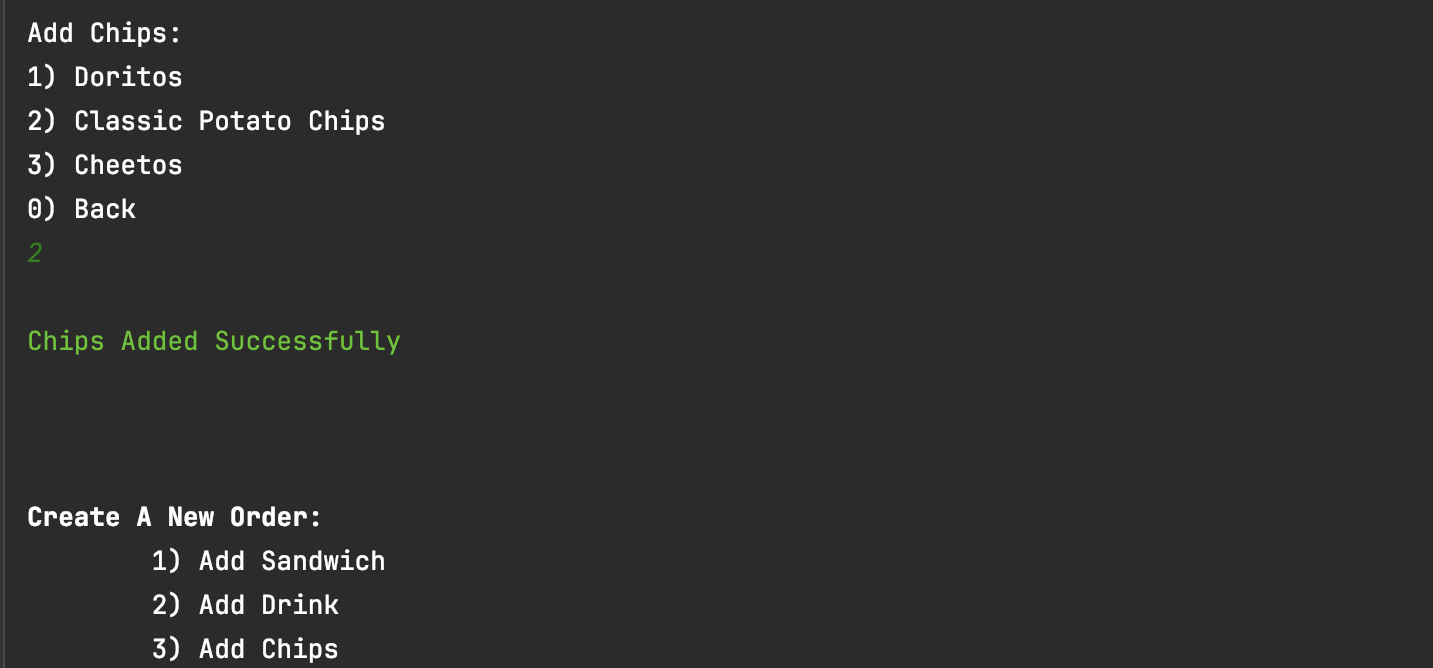 Add Chips:
1) Doritos
2) Classic Potato Chips
3) Cheetos
0) Back
2
Chips Added Successfully
Create A New Order:
1) Add Sandwich
2) Add Drink
3) Add Chips